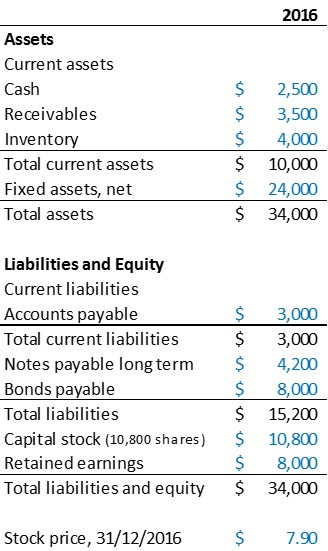 2016
Assets
Current assets
Cash $ 2,500
Receivables $ 3,500
Inventory $ 4,000
Total current assets $ 10,000
Fixed assets, net $ 24,000
Total assets $ 34,000
Liabilities and Equity
Current liabilities
Accounts payable $ 3,000
Total current liabilities $ 3,000
Notes payable long term $ 4,200
Bonds payable $ 8,000
Total liabilities $ 15,200
Capital stock (10,800 shares) $ 10,800
Retained earnings $ 8,000
Total liabilities and equity $ 34,000
Stock price, 31/12/2016 $ 7.90